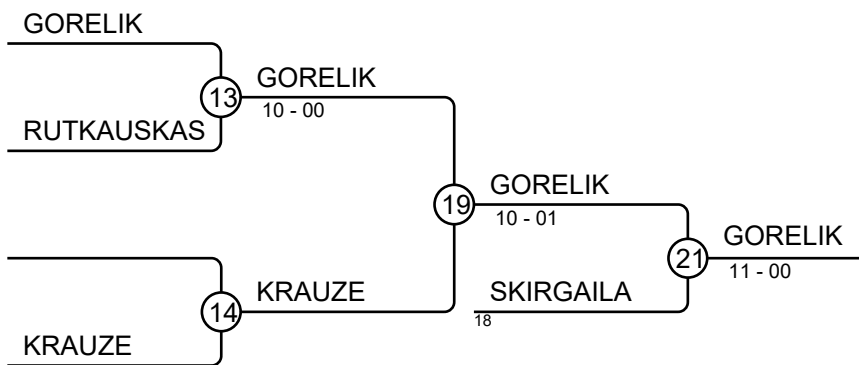 GORELIK
13
GORELIK
10 - 00
RUTKAUSKAS
19
GORELIK
10 - 01
21
GORELIK
11 - 00
14
KRAUZE
SKIRGAILA
18
KRAUZE